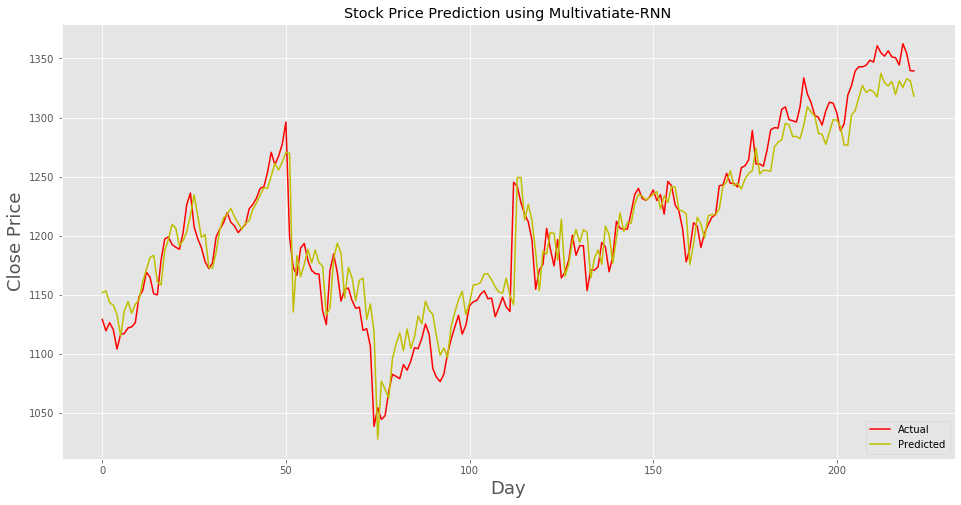 Stock Price Prediction using Multivatiate-RNN
1350
1300
1250
1200
1150
1100
1050
Close Price
0 50 100 150 200
Day
Actual
Predicted